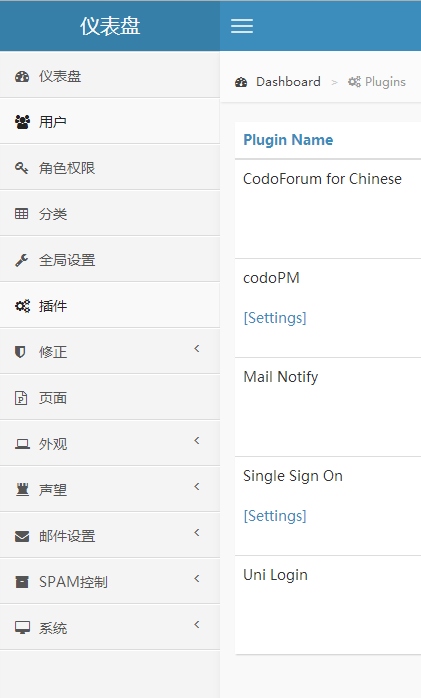 仪表盘
仪表盘
用户
角色权限
分类
全局设置
插件
修正
页面
外观
声望
邮件设置
SPAM控制
系统
Dashboard > Plugins
Plugin Name
CodoForum for Chinese
codoPM
[Settings]
Mail Notify
Single Sign On
[Settings]
Uni Login